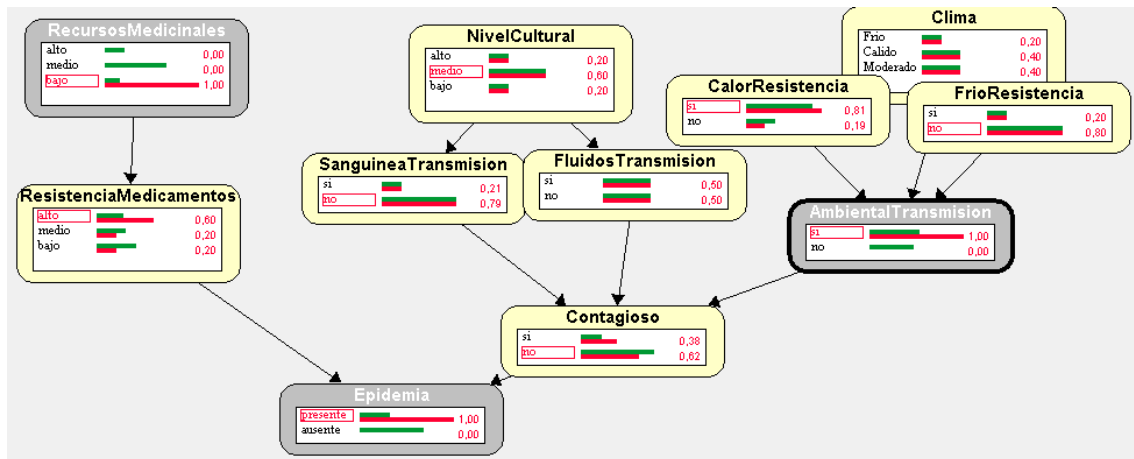 RecursosMedicinales
alto 0,00
medio 0,00
bajo 1,00
NivelCultural
alto 0,20
medio 0,60
bajo 0,20
Clima
Frio 0,20
Calido 0,40
Moderado 0,40
CalorResistencia
si 0,81
no 0,19
FrioResistencia
si 0,20
no 0,80
ResistenciaMedicamentos
alto 0,60
medio 0,20
bajo 0,20
SanguineaTransmision
si 0,21
no 0,79
FluidosTransmision
si 0,50
no 0,50
AmbientalTransmision
si 1,00
no 0,00
Contagioso
si 0,38
no 0,62
Epidemia
presente 1,00
ausente 0,00